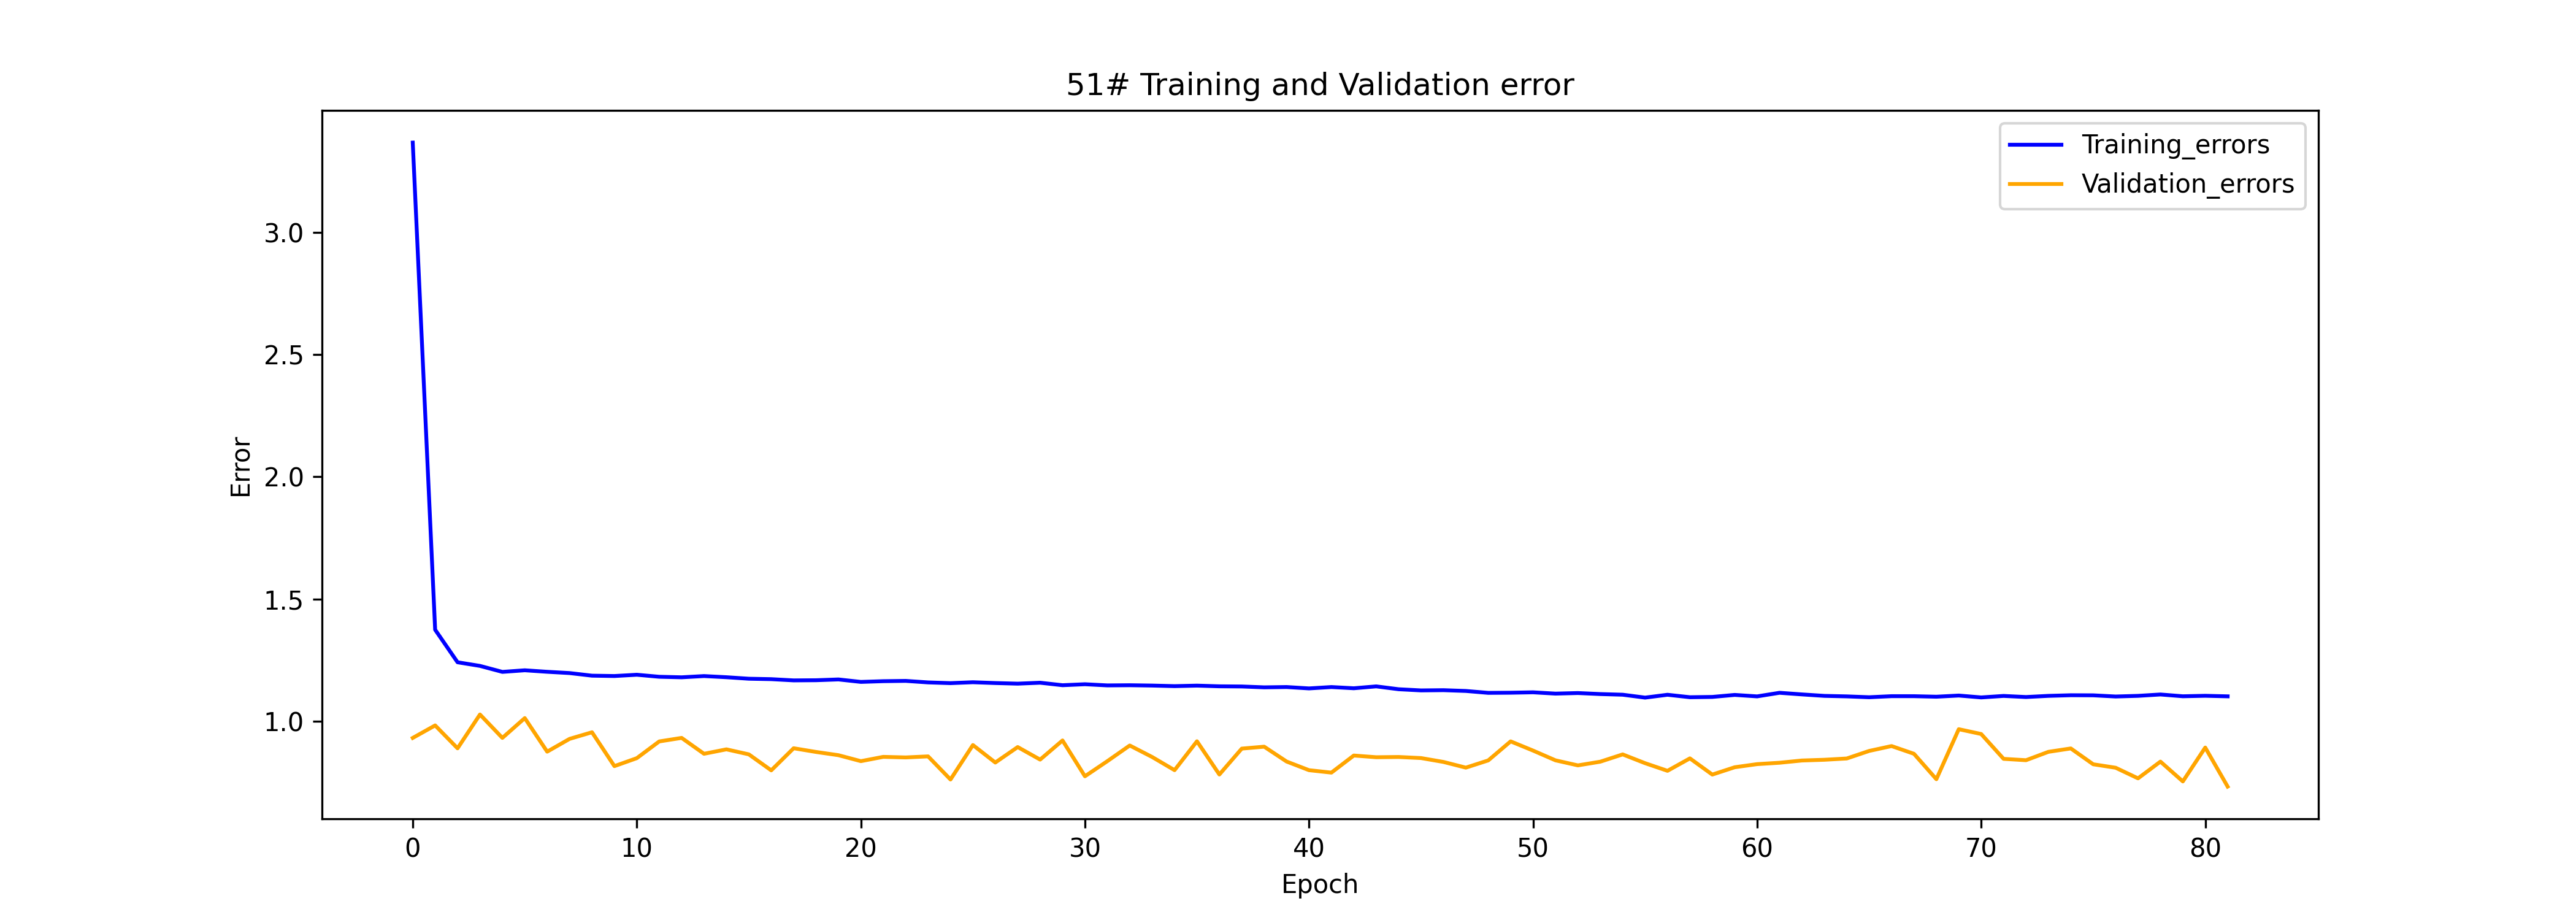 51# Training and Validation error
Training_errors
Validation_errors
3.0
2.5
2.0
1.5
1.0
Error
0 10 20 30 40 50 60 70 80
Epoch